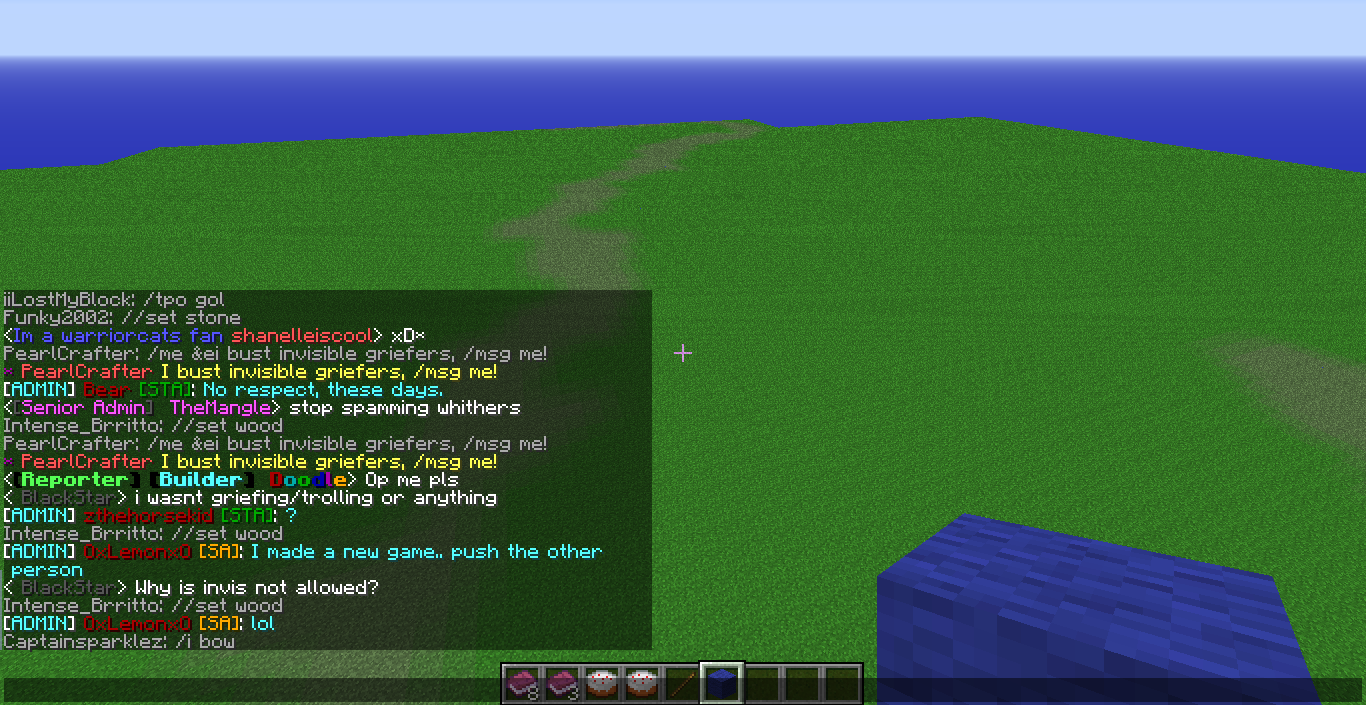 iiLostMyBlock: /tpo gol
Funky2002: //set stone
<Im a warriorcats fan shanelleiscool> xD*
PearlCrafter: /me &ei bust invisible griefers, /msg me!
* PearlCrafter I bust invisible griefers, /msg me!
[ADMIN] Bear [STA]: No respect, these days.
<[Senior Admin] TheMangle> stop spamming whithers
Intense_Brritto: //set wood
PearlCrafter: /me &ei bust invisible griefers, /msg me!
* PearlCrafter I bust invisible griefers, /msg me!
<[Reporter] [Builder] Doodle> Op me pls
< BlackStar> i wasnt griefing/trolling or anything
[ADMIN] zthehorsekid [STA]: ?
Intense_Brritto: //set wood
[ADMIN] 0xLemonx0 [SA]: I made a new game.. push the other
person
< BlackStar> Why is invis not allowed?
Intense_Brritto: //set wood
[ADMIN] 0xLemonx0 [SA]: lol
Captainsparklez: /i bow
8 3